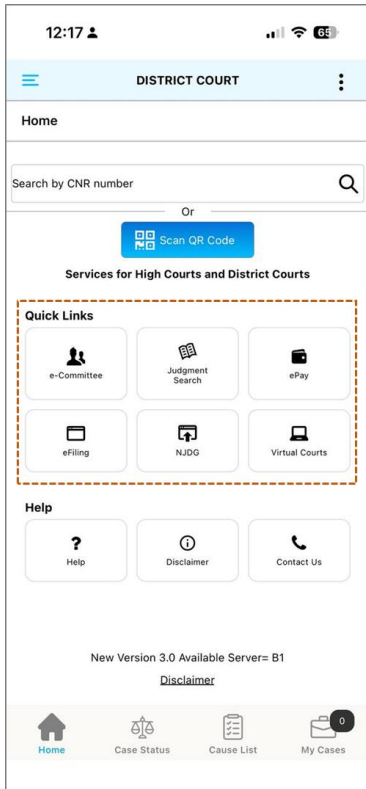 12:17
65
DISTRICT COURT
Home
Search by CNR number
Or
Scan QR Code
Services for High Courts and District Courts
Quick Links
e-Committee
Judgment
Search
ePay
eFiling
NJDG
Virtual Courts
Help
Help
Disclaimer
Contact Us
New Version 3.0 Available Server= B1
Disclaimer
0
Home
Case Status
Cause List
My Cases